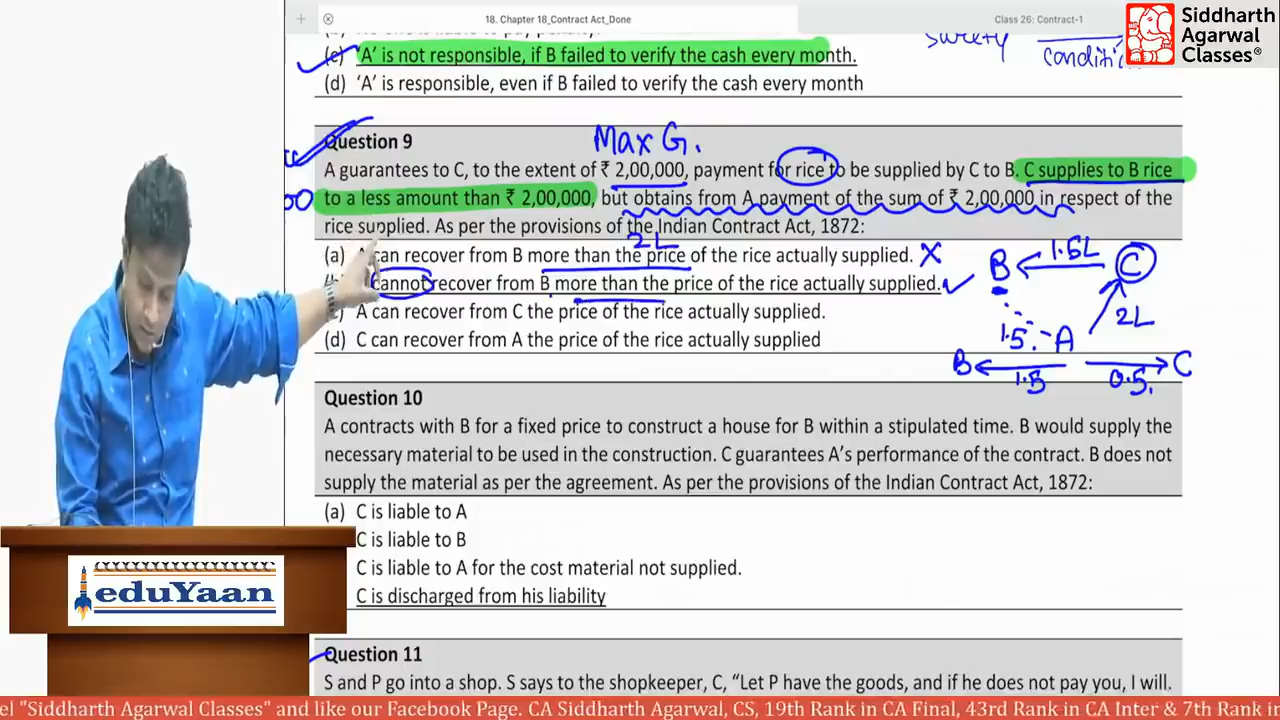 18. Chapter 18_Contract Act_Done
Class 26: Contract-1
Siddharth
Agarwal
Classes®
surety
(c) ‘A’ is not responsible, if B failed to verify the cash every month.
(d) ‘A’ is responsible, even if B failed to verify the cash every month
Question 9
Max G.
A guarantees to C, to the extent of ₹ 2,00,000, payment for rice to be supplied by C to B. C supplies to B rice
to a less amount than ₹ 2,00,000, but obtains from A payment of the sum of ₹ 2,00,000 in respect of the
rice supplied. As per the provisions of the Indian Contract Act, 1872:
2L
(a) can recover from B more than the price of the rice actually supplied. X
cannot recover from B more than the price of the rice actually supplied.
A can recover from C the price of the rice actually supplied.
(d) C can recover from A the price of the rice actually supplied
B 1.5L C
2L
1.5 A
B 1.5 0.5 C
Question 10
A contracts with B for a fixed price to construct a house for B within a stipulated time. B would supply the
necessary material to be used in the construction. C guarantees A’s performance of the contract. B does not
supply the material as per the agreement. As per the provisions of the Indian Contract Act, 1872:
(a) C is liable to A
C is liable to B
C is liable to A for the cost material not supplied.
C is discharged from his liability
eduYaan
Question 11
S and P go into a shop. S says to the shopkeeper, C, “Let P have the goods, and if he does not pay you, I will.
"Siddharth Agarwal Classes" and like our Facebook Page. CA Siddharth Agarwal, CS, 19th Rank in CA Final, 43rd Rank in CA Inter & 7th Rank in